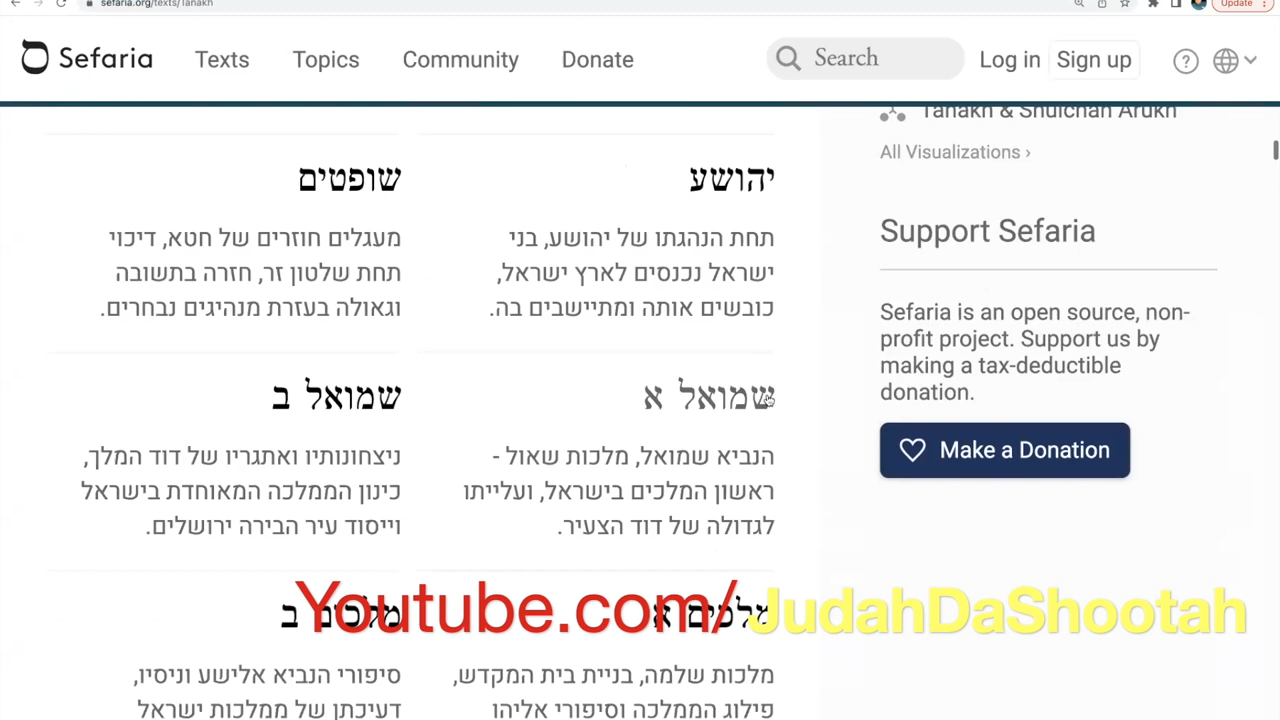 sefaria.org/texts/Tanakh
Update
Sefaria
Texts
Topics
Community
Donate
Search
Log in
Sign up
יהושע
תחת הנהגתו של יהושע, בני
ישראל נכנסים לארץ ישראל,
כובשים אותה ומתיישבים בה.
שופטים
מעגלים חוזרים של חטא, דיכוי
תחת שלטון זר, חזרה בתשובה
וגאולה בעזרת מנהיגים נבחרים.
שמואל א
הנביא שמואל, מלכות שאול -
ראשון המלכים בישראל, ועלייתו
לגדולה של דוד הצעיר.
שמואל ב
ניצחונותיו ואתגריו של דוד המלך,
כינון הממלכה המאוחדת בישראל
וייסוד עיר הבירה ירושלים.
מלכים א
מלכות שלמה, בניית בית המקדש,
פילוג הממלכה וסיפורי אליהו
מלכים ב
סיפורי הנביא אלישע וניסיו,
דעיכתן של ממלכות ישראל
Tanakh & Shulchan Arukh
All Visualizations ›
Support Sefaria
Sefaria is an open source, non-
profit project. Support us by
making a tax-deductible
donation.
Make a Donation
Youtube.com/JudahDaShootah